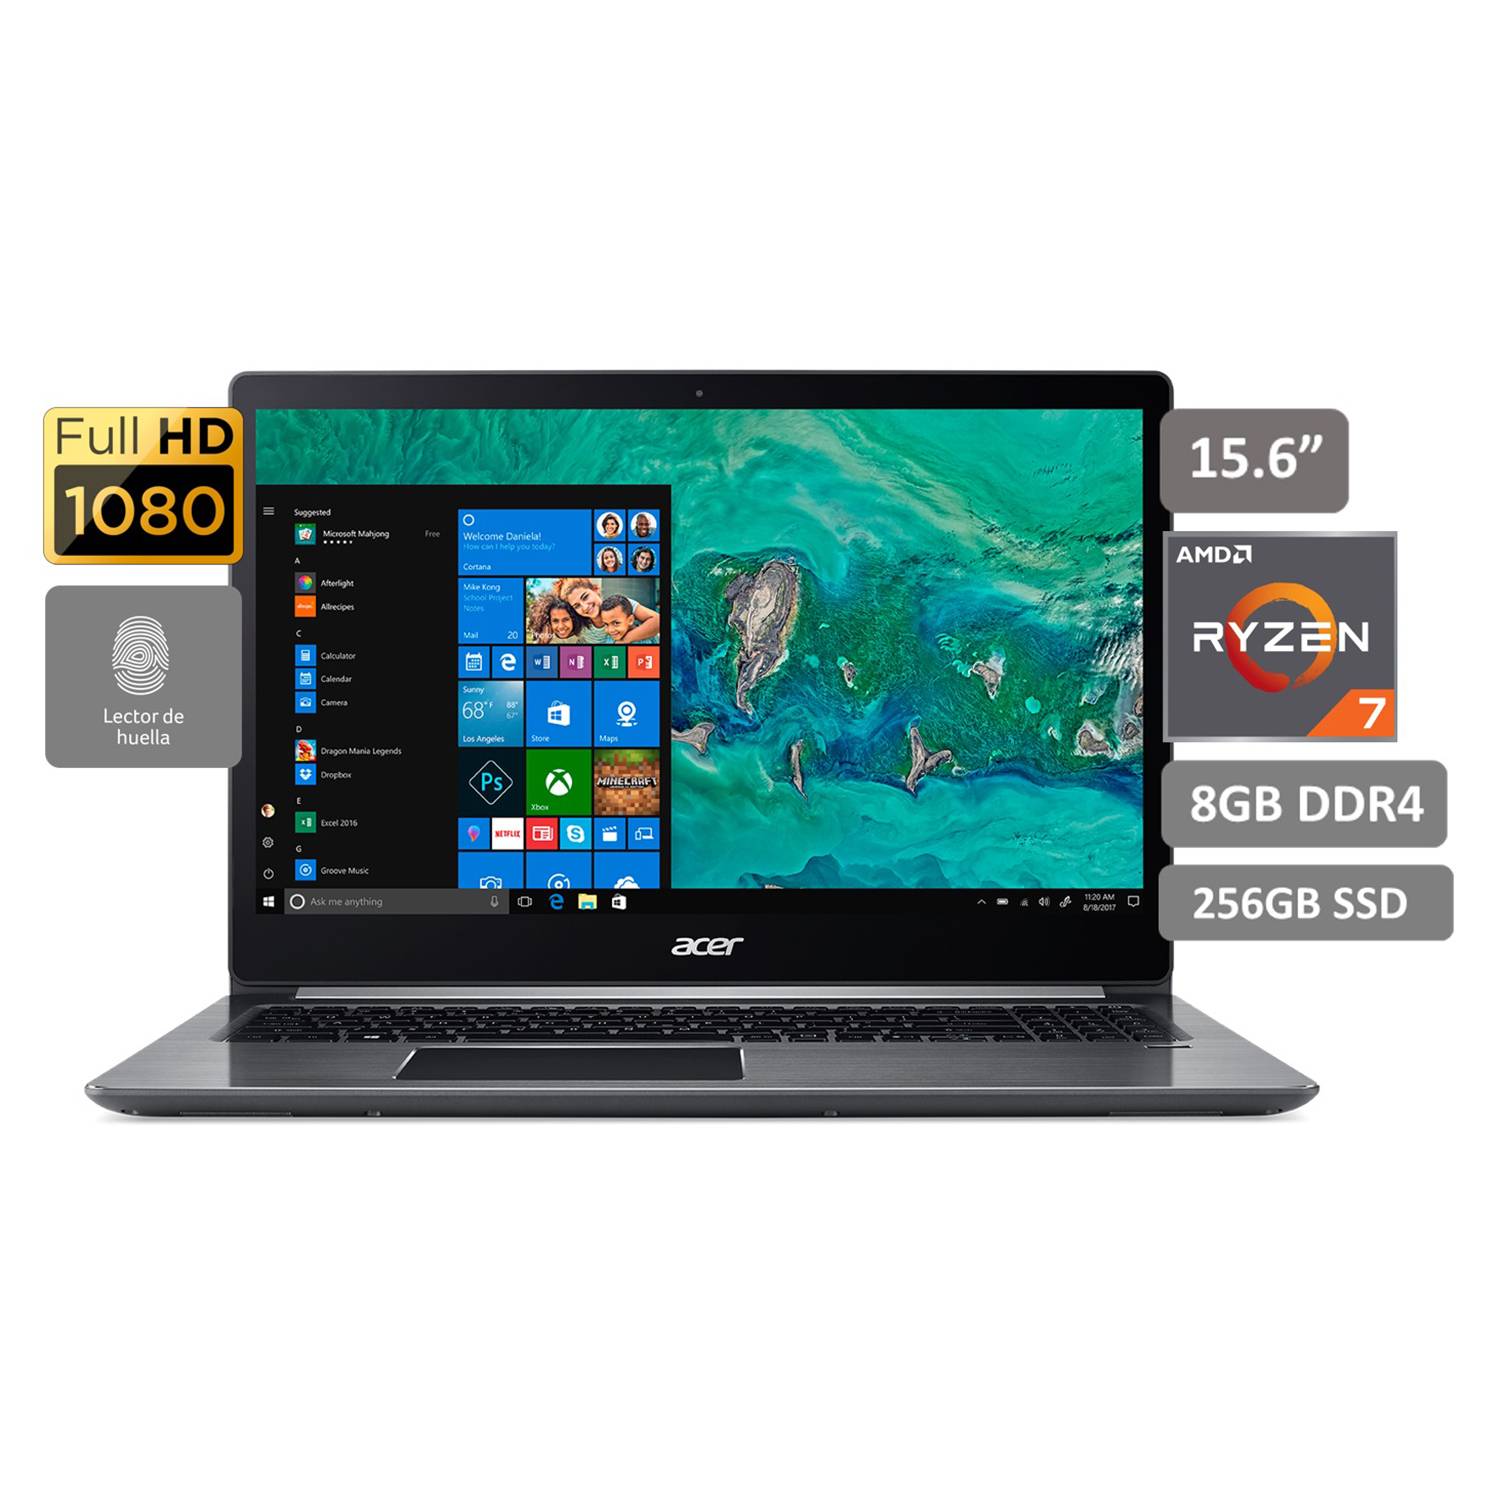 Full HD
1080
Lector de
huella
Suggested
Microsoft Mahjong
Free
A
Afterlight
Allrecipes
C
Calculator
Calendar
Camera
D
Dragon Mania Legends
Dropbox
E
Excel 2016
G
Groove Music
Ask me anything
Welcome Daniela!
How can I help you today?
Cortana
Mike Kong
School Project
Notes
Mail 20
Photos
Sunny
68°F 88°
67°
Los Angeles
Store
Maps
Ps
Xbox
MINECRAFT
NETFLIX
11:20 AM
8/18/2017
acer
15.6”
AMD
RYZEN
7
8GB DDR4
256GB SSD